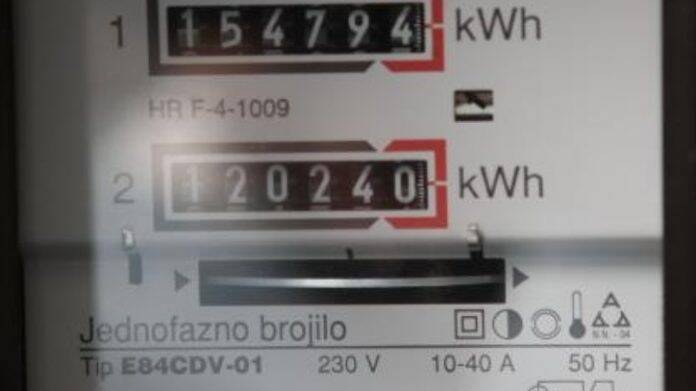 1 154794 kWh
HR F-4-1009
2 120240 kWh
Jednofazno brojilo
N.N. - 04
Tip E84CDV-01 230 V 10-40 A 50 Hz